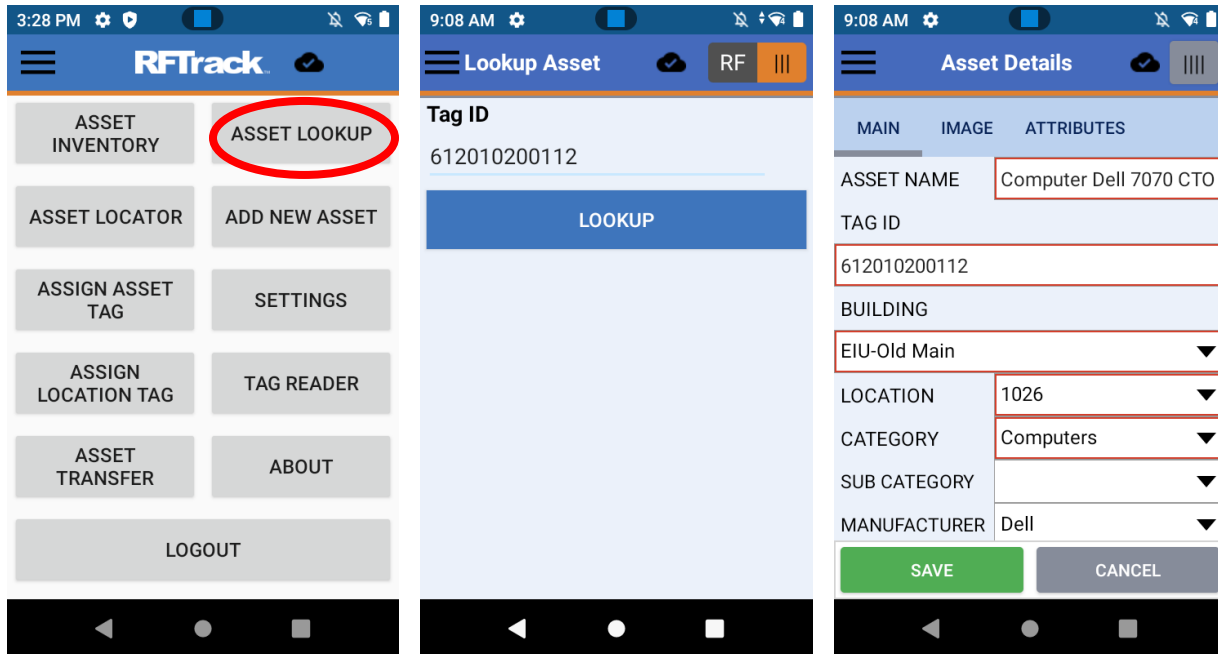 3:28 PM
RFTrack
ASSET
INVENTORY
ASSET LOOKUP
ASSET LOCATOR
ADD NEW ASSET
ASSIGN ASSET
TAG
SETTINGS
ASSIGN
LOCATION TAG
TAG READER
ASSET
TRANSFER
ABOUT
LOGOUT
9:08 AM
Lookup Asset
RF
Tag ID
612010200112
LOOKUP
9:08 AM
Asset Details
MAIN IMAGE ATTRIBUTES
ASSET NAME Computer Dell 7070 CTO
TAG ID
612010200112
BUILDING
EIU-Old Main
LOCATION 1026
CATEGORY Computers
SUB CATEGORY
MANUFACTURER Dell
SAVE CANCEL